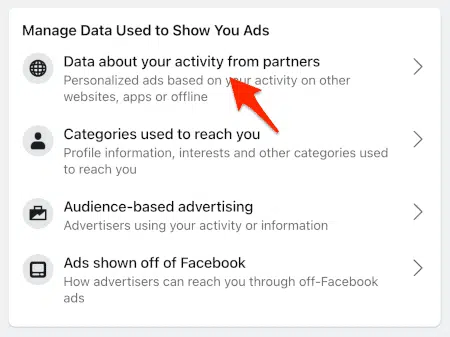 Manage Data Used to Show You Ads
Data about your activity from partners
Personalized ads based on your activity on other
websites, apps or offline
Categories used to reach you
Profile information, interests and other categories used
to reach you
Audience-based advertising
Advertisers using your activity or information
Ads shown off of Facebook
How advertisers can reach you through off-Facebook
ads